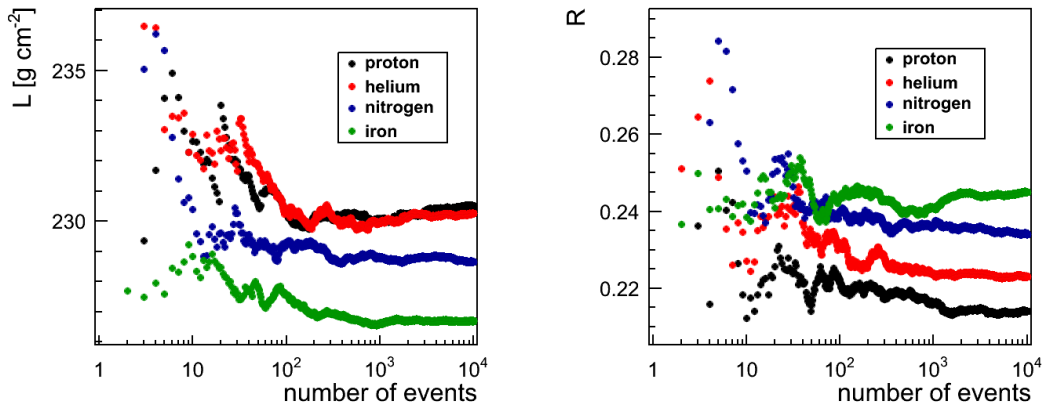 L [g cm⁻²]
235
230
proton
helium
nitrogen
iron
1
10
10²
10³
10⁴
number of events
R
0.28
0.26
0.24
0.22
proton
helium
nitrogen
iron
1
10
10²
10³
10⁴
number of events